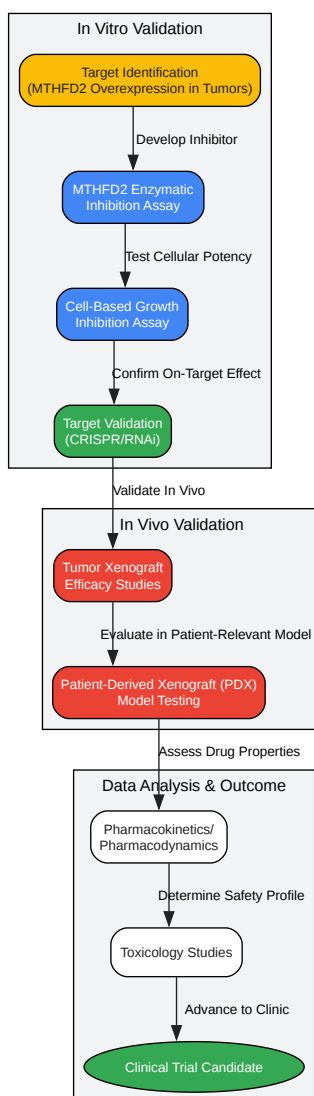 In Vitro Validation
Target Identification
(MTHFD2 Overexpression in Tumors)
Develop Inhibitor
MTHFD2 Enzymatic
Inhibition Assay
Test Cellular Potency
Cell-Based Growth
Inhibition Assay
Confirm On-Target Effect
Target Validation
(CRISPR/RNAi)
Validate In Vivo
In Vivo Validation
Tumor Xenograft
Efficacy Studies
Evaluate in Patient-Relevant Model
Patient-Derived Xenograft (PDX)
Model Testing
Assess Drug Properties
Data Analysis & Outcome
Pharmacokinetics/
Pharmacodynamics
Determine Safety Profile
Toxicology Studies
Advance to Clinic
Clinical Trial Candidate